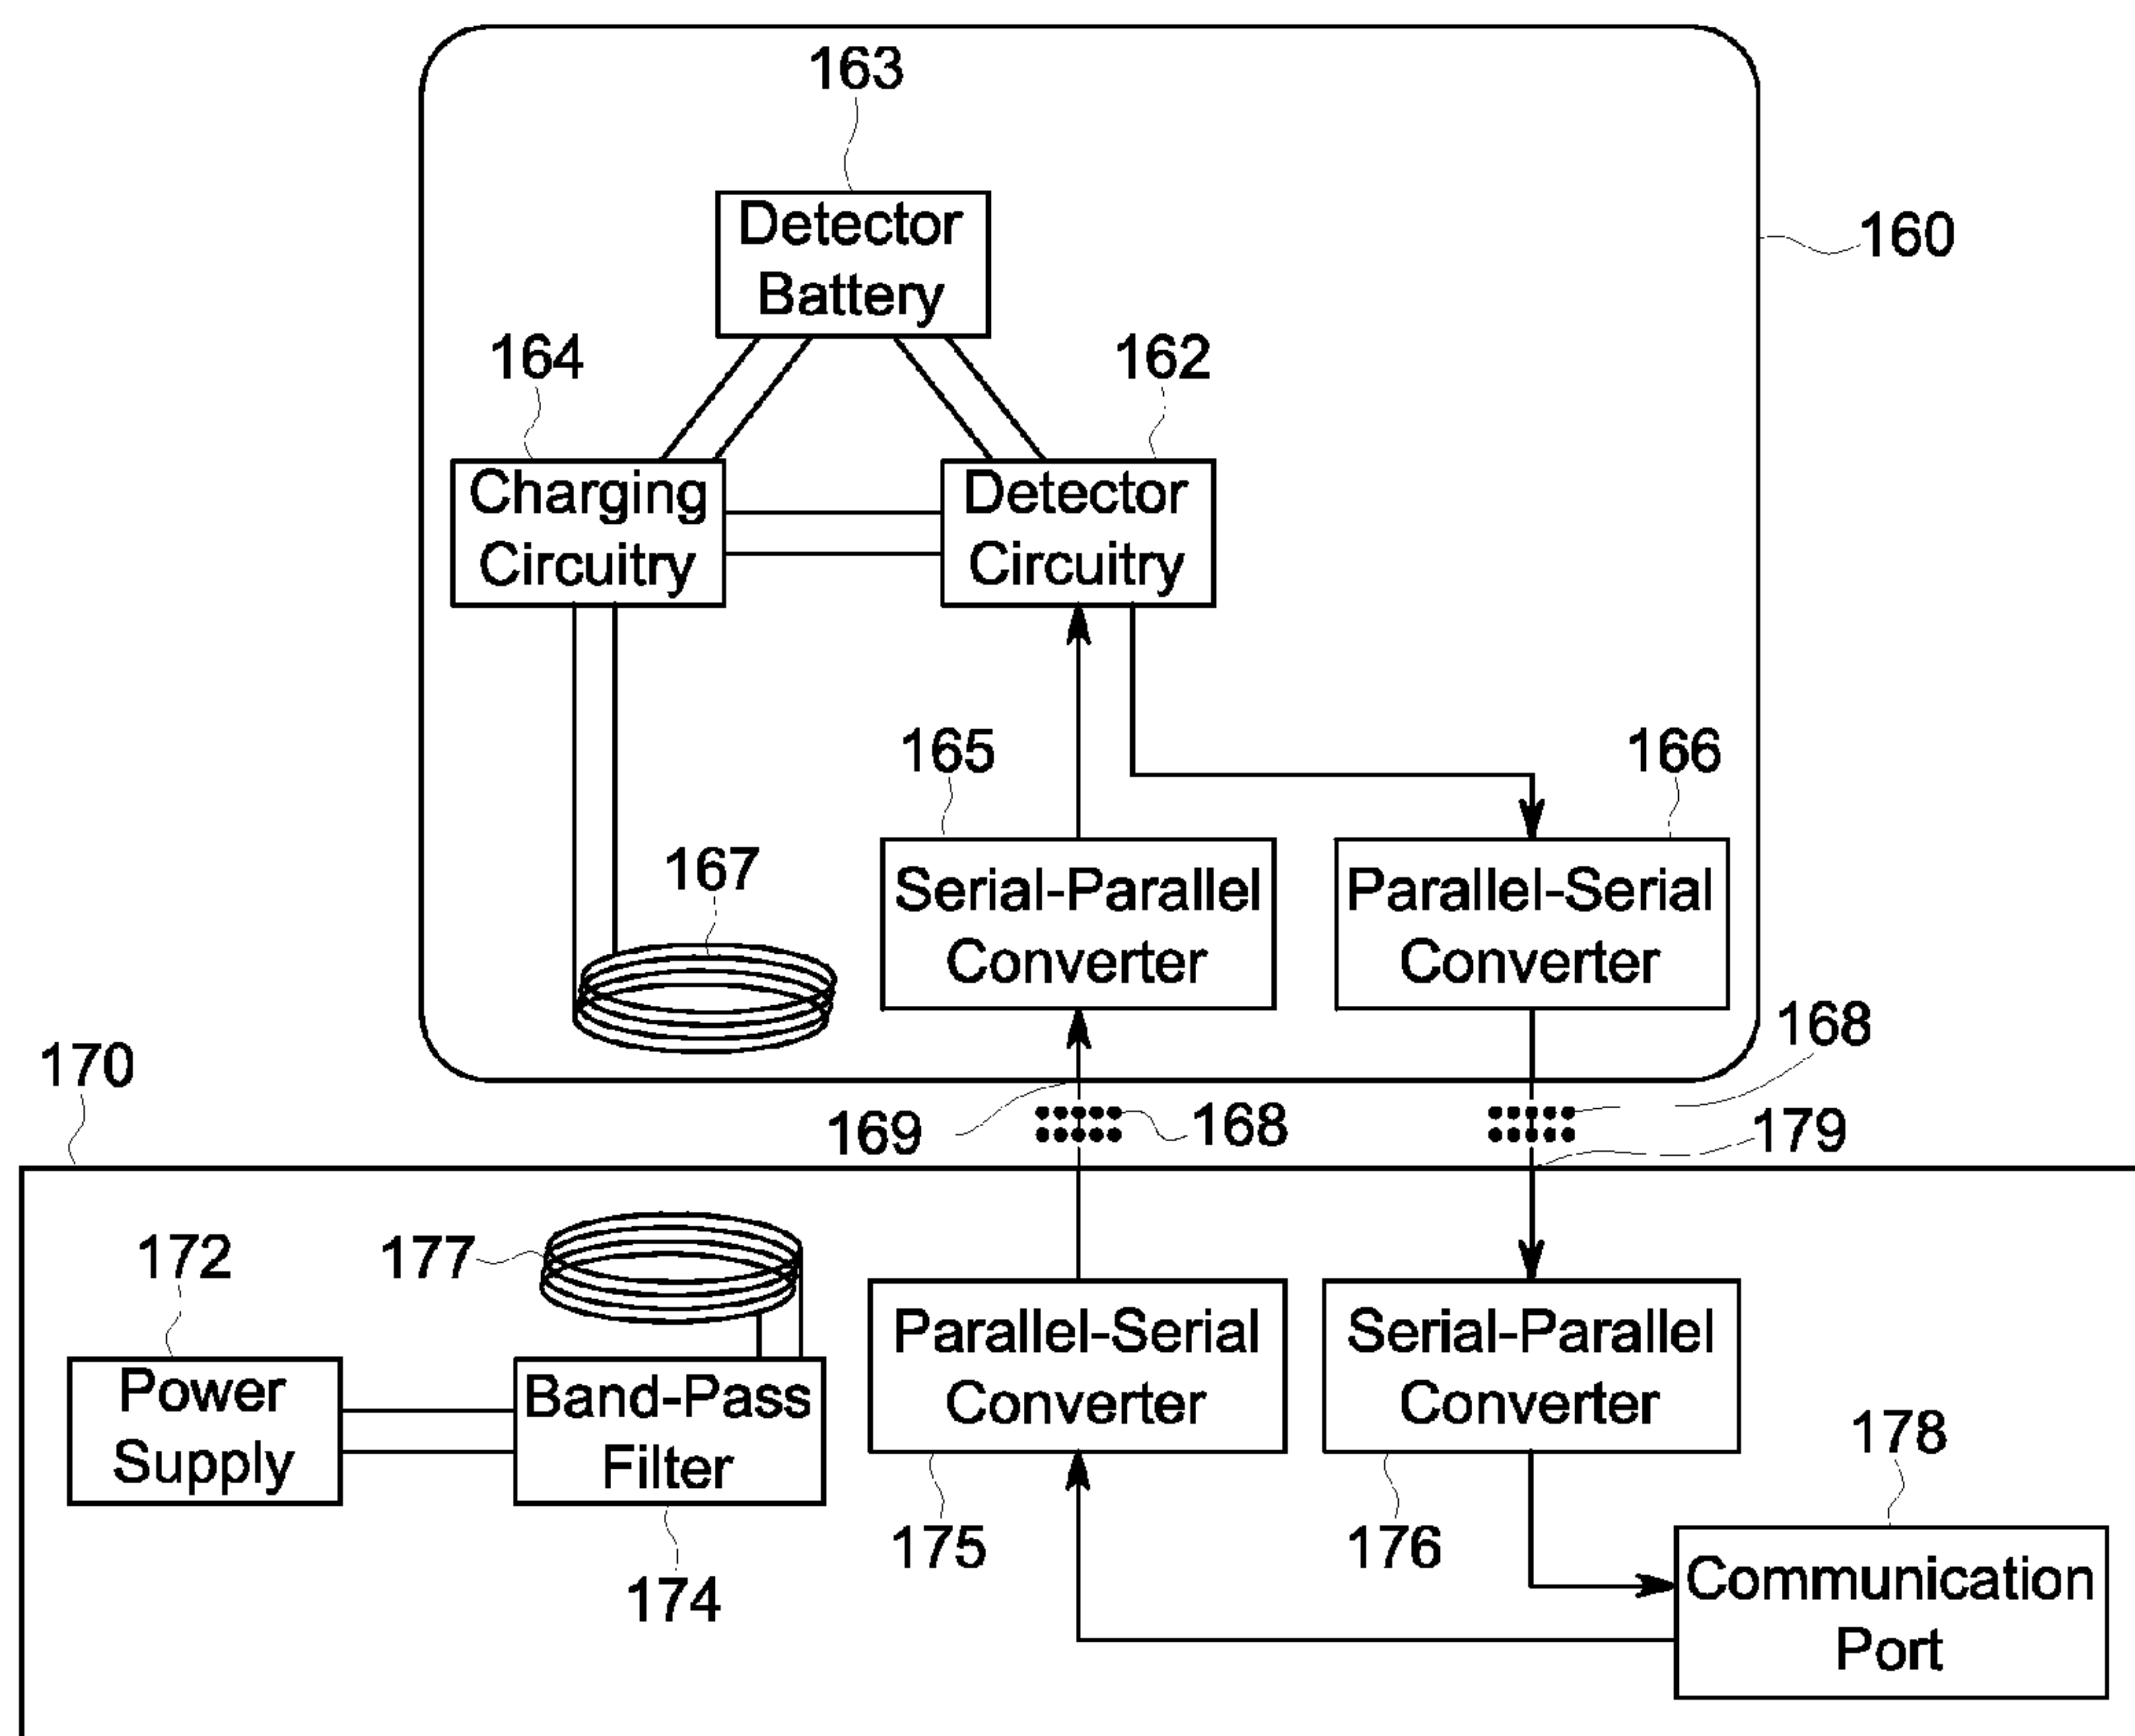 163
Detector
Battery
160
164
162
Charging
Circuitry
Detector
Circuitry
165
166
167
Serial-Parallel
Converter
Parallel-Serial
Converter
168
170
169
168
179
172
177
Power
Supply
Band-Pass
Filter
Parallel-Serial
Converter
Serial-Parallel
Converter
178
175
176
174
Communication
Port